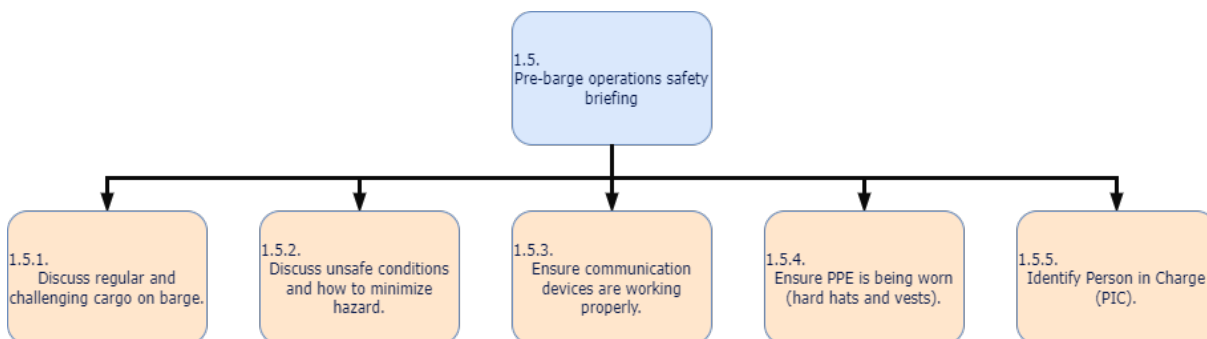 1.5.
Pre-barge operations safety
briefing
1.5.1.
Discuss regular and
challenging cargo on barge.
1.5.2.
Discuss unsafe conditions
and how to minimize
hazard.
1.5.3.
Ensure communication
devices are working
properly.
1.5.4.
Ensure PPE is being worn
(hard hats and vests).
1.5.5.
Identify Person in Charge
(PIC).